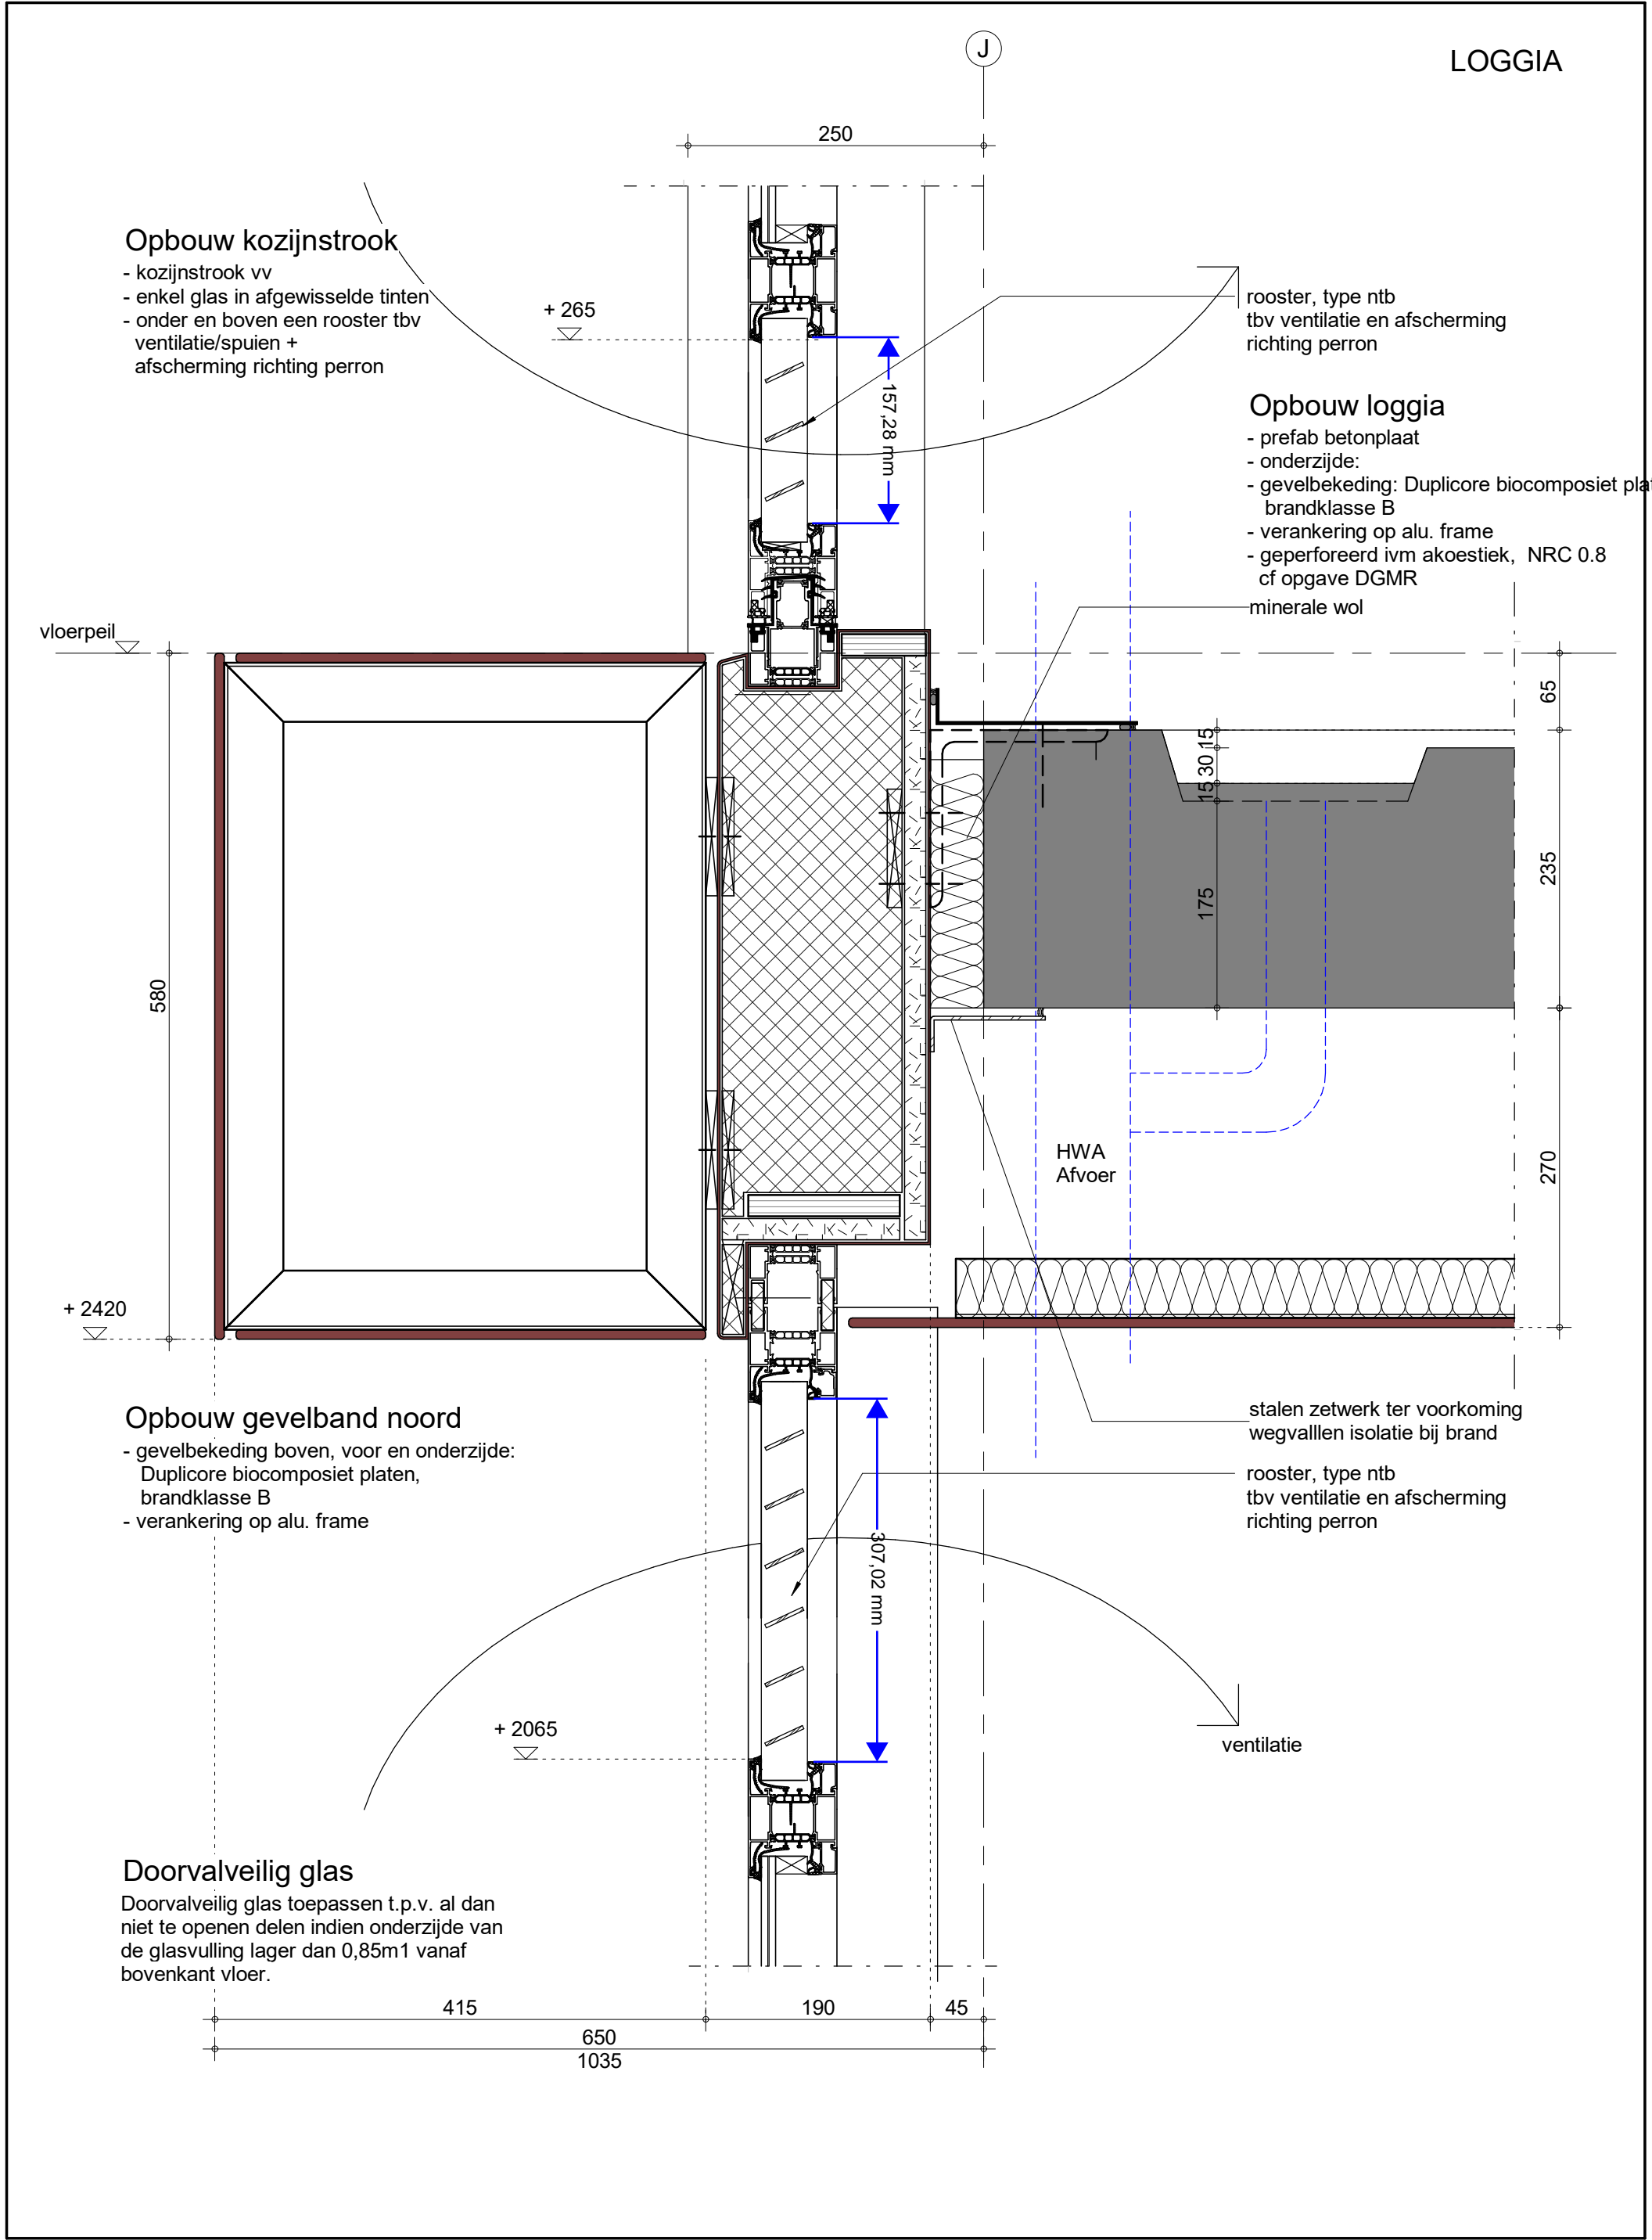 J
LOGGIA
250
Opbouw kozijnstrook
- kozijnstrook vv
- enkel glas in afgewisselde tinten
- onder en boven een rooster tbv
ventilatie/spuien +
afscherming richting perron
+ 265
157,28 mm
rooster, type ntb
tbv ventilatie en afscherming
richting perron
Opbouw loggia
- prefab betonplaat
- onderzijde:
- gevelbekeding: Duplicore biocomposiet
brandklasse B
- verankering op alu. frame
- geperforeerd ivm akoestiek, NRC 0.8
cf opgave DGMR
minerale wol
vloerpeil
65
15
30
15
175
235
270
580
HWA
Afvoer
+ 2420
Opbouw gevelband noord
- gevelbekeding boven, voor en onderzijde:
Duplicore biocomposiet platen,
brandklasse B
- verankering op alu. frame
stalen zetwerk ter voorkoming
wegvalllen isolatie bij brand
rooster, type ntb
tbv ventilatie en afscherming
richting perron
307,02 mm
+ 2065
ventilatie
Doorvalveilig glas
Doorvalveilig glas toepassen t.p.v. al dan
niet te openen delen indien onderzijde van
de glasvulling lager dan 0,85m1 vanaf
bovenkant vloer.
415
190
45
650
1035